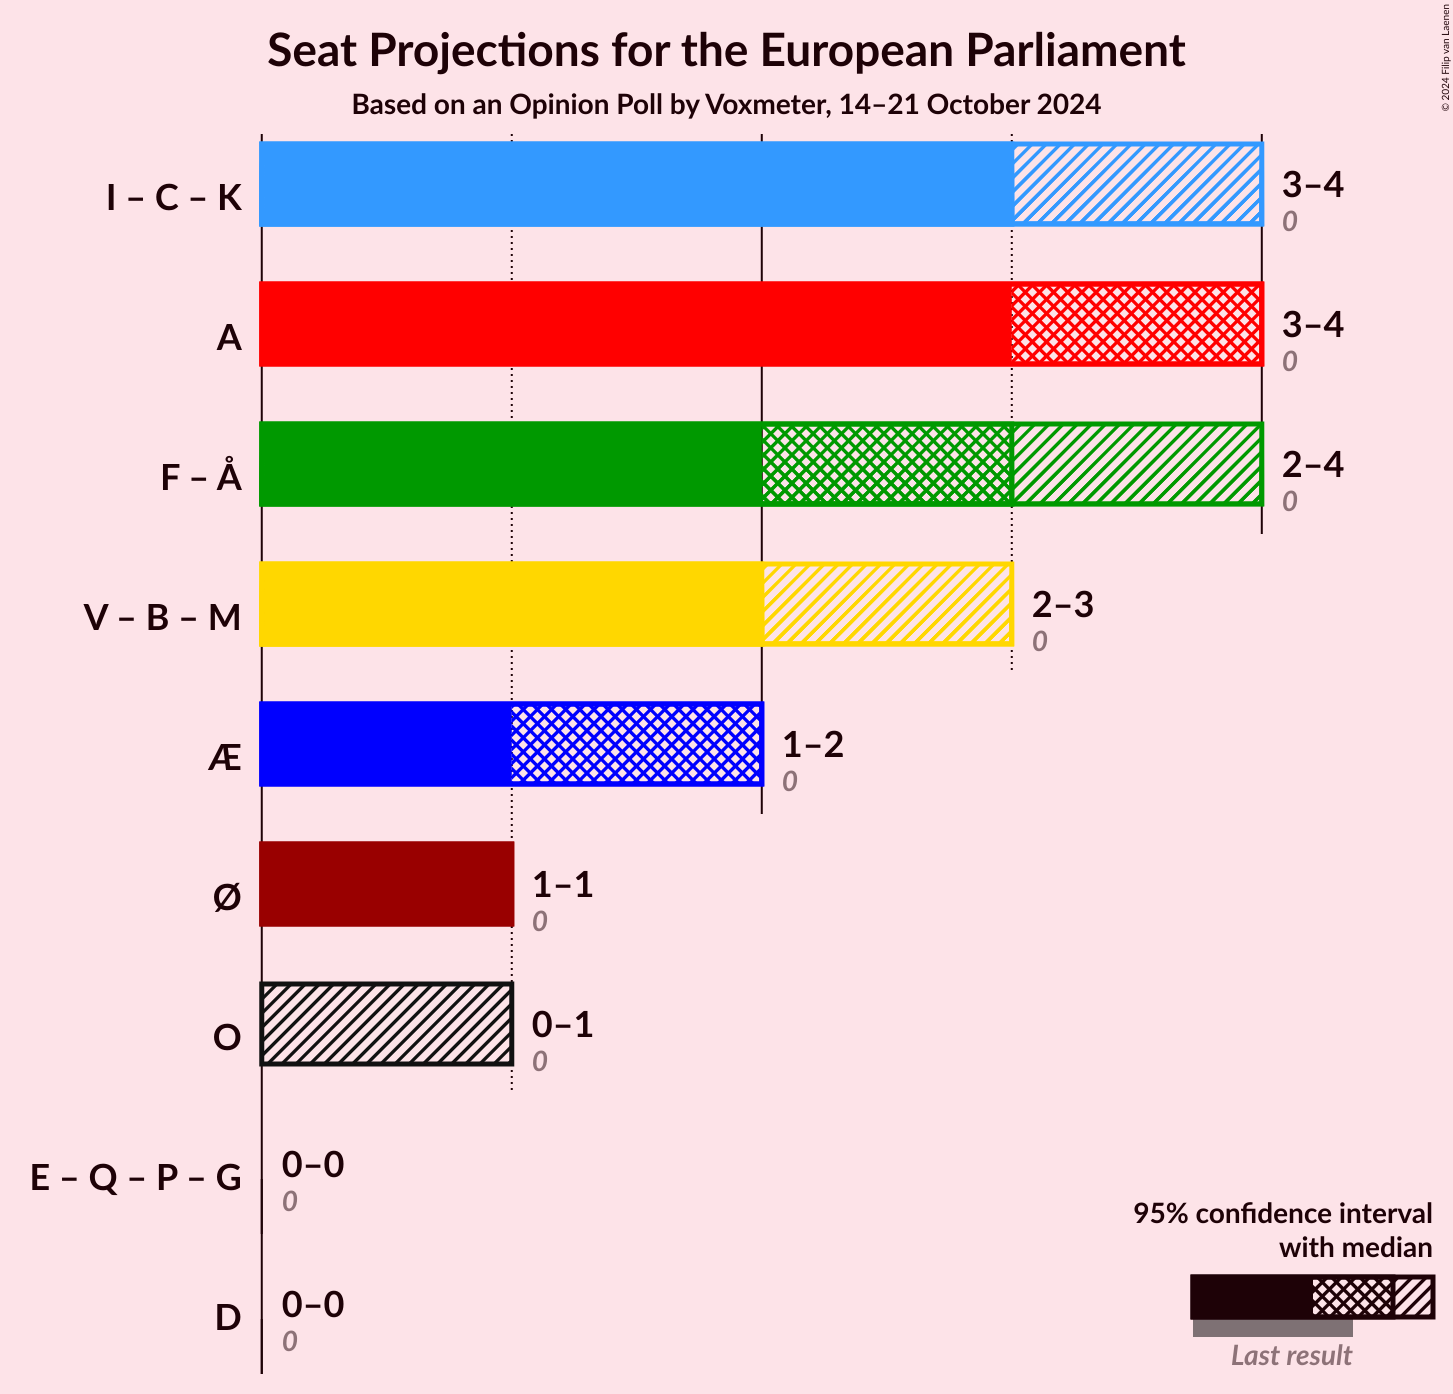 Seat Projections for the European Parliament
Based on an Opinion Poll by Voxmeter, 14–21 October 2024
© 2024 Filip van Laenen
I – C – K
3–4
0
A
3–4
0
F – Å
2–4
0
V – B – M
2–3
0
Æ
1–2
0
Ø
1–1
0
O
0–1
0
E – Q – P – G
0–0
0
D
0–0
0
95% confidence interval
with median
Last result